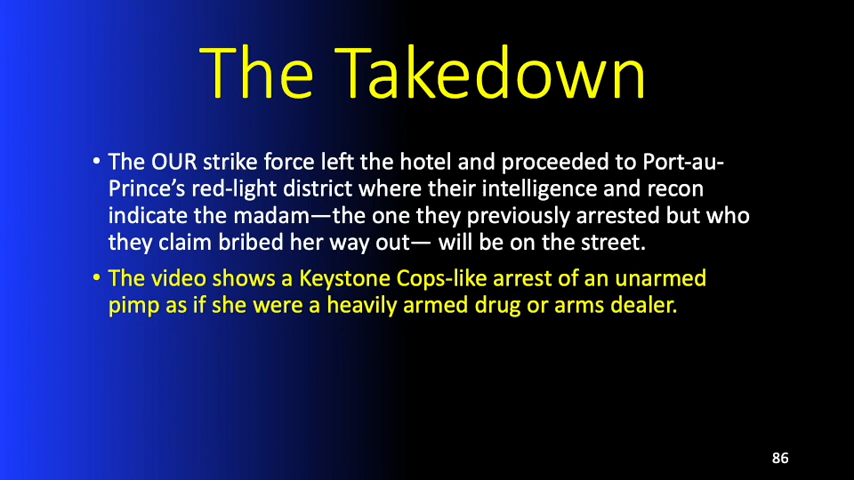 The Takedown
• The OUR strike force left the hotel and proceeded to Port-au-
Prince’s red-light district where their intelligence and recon
indicate the madam—the one they previously arrested but who
they claim bribed her way out— will be on the street.
• The video shows a Keystone Cops-like arrest of an unarmed
pimp as if she were a heavily armed drug or arms dealer.
86